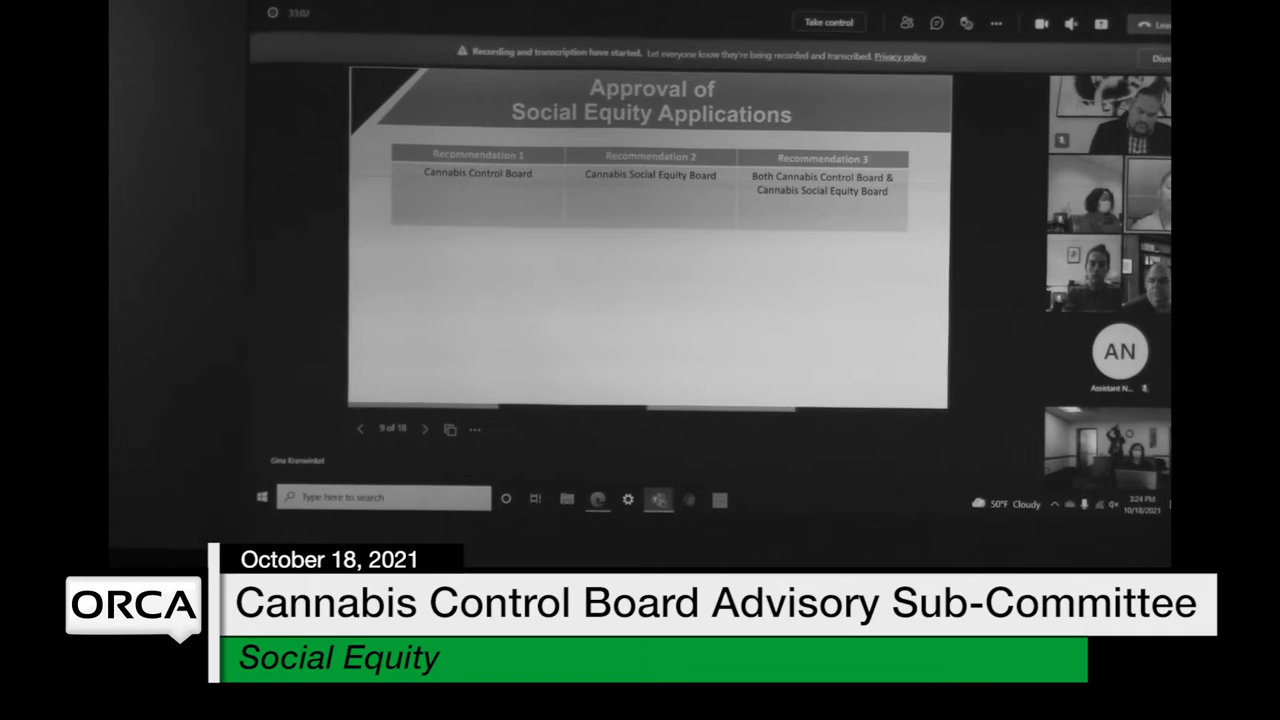 33:02
Take control
Recording and transcription have started. Let everyone know they're being recorded and transcribed. Privacy policy
Approval of
Social Equity Applications
Recommendation 1 Recommendation 2 Recommendation 3
Cannabis Control Board Cannabis Social Equity Board Both Cannabis Control Board &
Cannabis Social Equity Board
AN
Assistant N...
9 of 18
Type here to search
50°F Cloudy
3:24 PM
10/18/2021
October 18, 2021
ORCA
Cannabis Control Board Advisory Sub-Committee
Social Equity